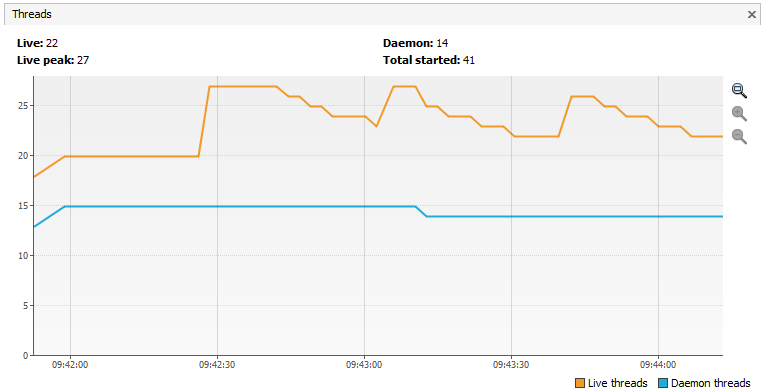 Threads
Live: 22
Daemon: 14
Live peak: 27
Total started: 41
25
20
15
10
5
0
09:42:00
09:42:30
09:43:00
09:43:30
09:44:00
Live threads
Daemon threads